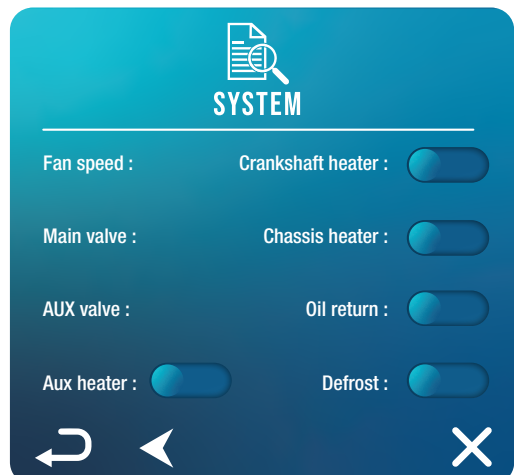 SYSTEM
Fan speed : Crankshaft heater :
Main valve : Chassis heater :
AUX valve : Oil return :
Aux heater : Defrost :